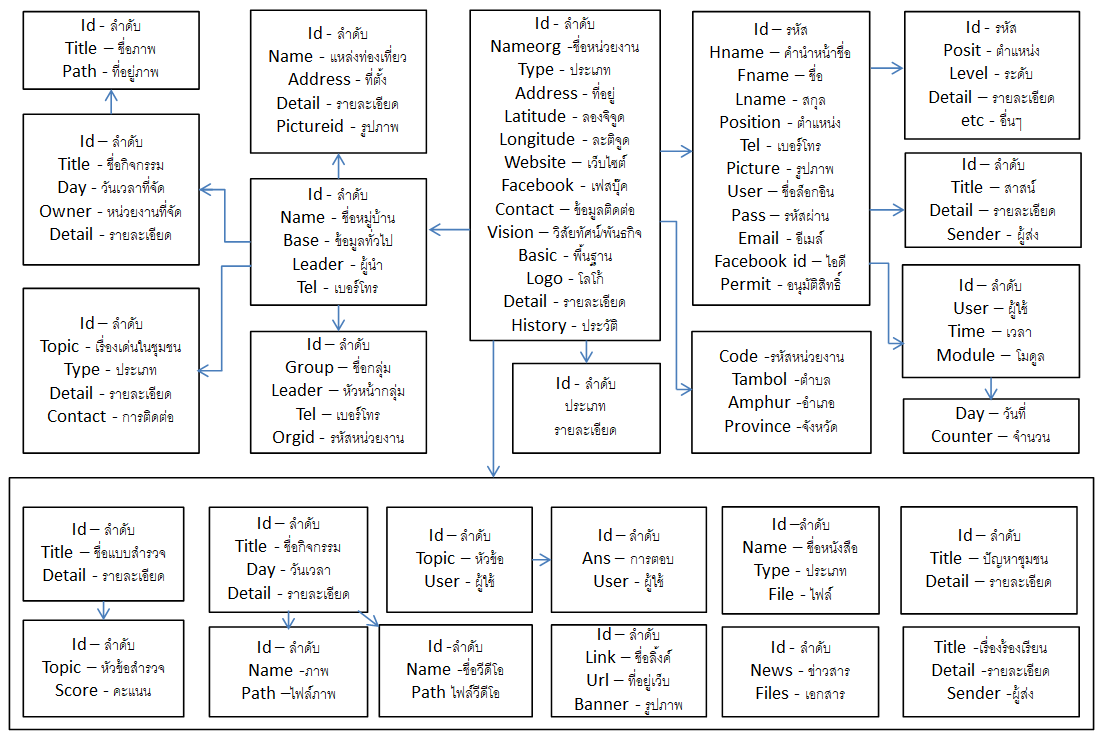 Id - ลำดับ
Title – ชื่อภาพ
Path - ที่อยู่ภาพ
Id - ลำดับ
Name - แหล่งท่องเที่ยว
Address - ที่ตั้ง
Detail - รายละเอียด
Pictureid - รูปภาพ
Id - ลำดับ
Nameorg -ชื่อหน่วยงาน
Type - ประเภท
Address - ที่อยู่
Latitude - ลองจิจูด
Longitude - ละติจูด
Website – เว็บไซต์
Facebook - เฟสบุ๊ค
Contact - ข้อมูลติดต่อ
Vision – วิสัยทัศน์/พันธกิจ
Basic - พื้นฐาน
Logo - โลโก้
Detail - รายละเอียด
History - ประวัติ
Id – รหัส
Hname – คำนำหน้าชื่อ
Fname – ชื่อ
Lname - สกุล
Position - ตำแหน่ง
Tel - เบอร์โทร
Picture - รูปภาพ
User - ชื่อล็อกอิน
Pass – รหัสผ่าน
Email - อีเมล์
Facebook id – ไอดี
Permit - อนุมัติสิทธิ์
Id - รหัส
Posit - ตำแหน่ง
Level - ระดับ
Detail – รายละเอียด
etc - อื่นๆ
Id – ลำดับ
Title - ชื่อกิจกรรม
Day - วันเวลาที่จัด
Owner - หน่วยงานที่จัด
Detail - รายละเอียด
Id - ลำดับ
Name - ชื่อหมู่บ้าน
Base - ข้อมูลทั่วไป
Leader - ผู้นำ
Tel - เบอร์โทร
Id – ลำดับ
Title - สาสน์
Detail - รายละเอียด
Sender - ผู้ส่ง
Id – ลำดับ
User – ผู้ใช้
Time – เวลา
Module – โมดูล
Id – ลำดับ
Topic - เรื่องเด่นในชุมชน
Type - ประเภท
Detail - รายละเอียด
Contact - การติดต่อ
Id – ลำดับ
Group – ชื่อกลุ่ม
Leader - หัวหน้ากลุ่ม
Tel – เบอร์โทร
Orgid - รหัสหน่วยงาน
Id - ลำดับ
ประเภท
รายละเอียด
Code -รหัสหน่วยงาน
Tambol -ตำบล
Amphur -อำเภอ
Province -จังหวัด
Day – วันที่
Counter – จำนวน
Id – ลำดับ
Title – ชื่อแบบสำรวจ
Detail - รายละเอียด
Id – ลำดับ
Title - ชื่อกิจกรรม
Day - วันเวลา
Detail - รายละเอียด
Id – ลำดับ
Topic – หัวข้อ
User - ผู้ใช้
Id – ลำดับ
Ans – การตอบ
User - ผู้ใช้
Id –ลำดับ
Name - ชื่อหนังสือ
Type - ประเภท
File - ไฟล์
Id – ลำดับ
Title - ปัญหาชุมชน
Detail - รายละเอียด
Id – ลำดับ
Topic – หัวข้อสำรวจ
Score - คะแนน
Id – ลำดับ
Name -ภาพ
Path –ไฟล์ภาพ
Id -ลำดับ
Name -ชื่อวีดีโอ
Path ไฟล์วีดีโอ
Id – ลำดับ
Link – ชื่อลิ้งค์
Url - ที่อยู่เว็บ
Banner - รูปภาพ
Id - ลำดับ
News - ข่าวสาร
Files - เอกสาร
Title -เรื่องร้องเรียน
Detail -รายละเอียด
Sender -ผู้ส่ง